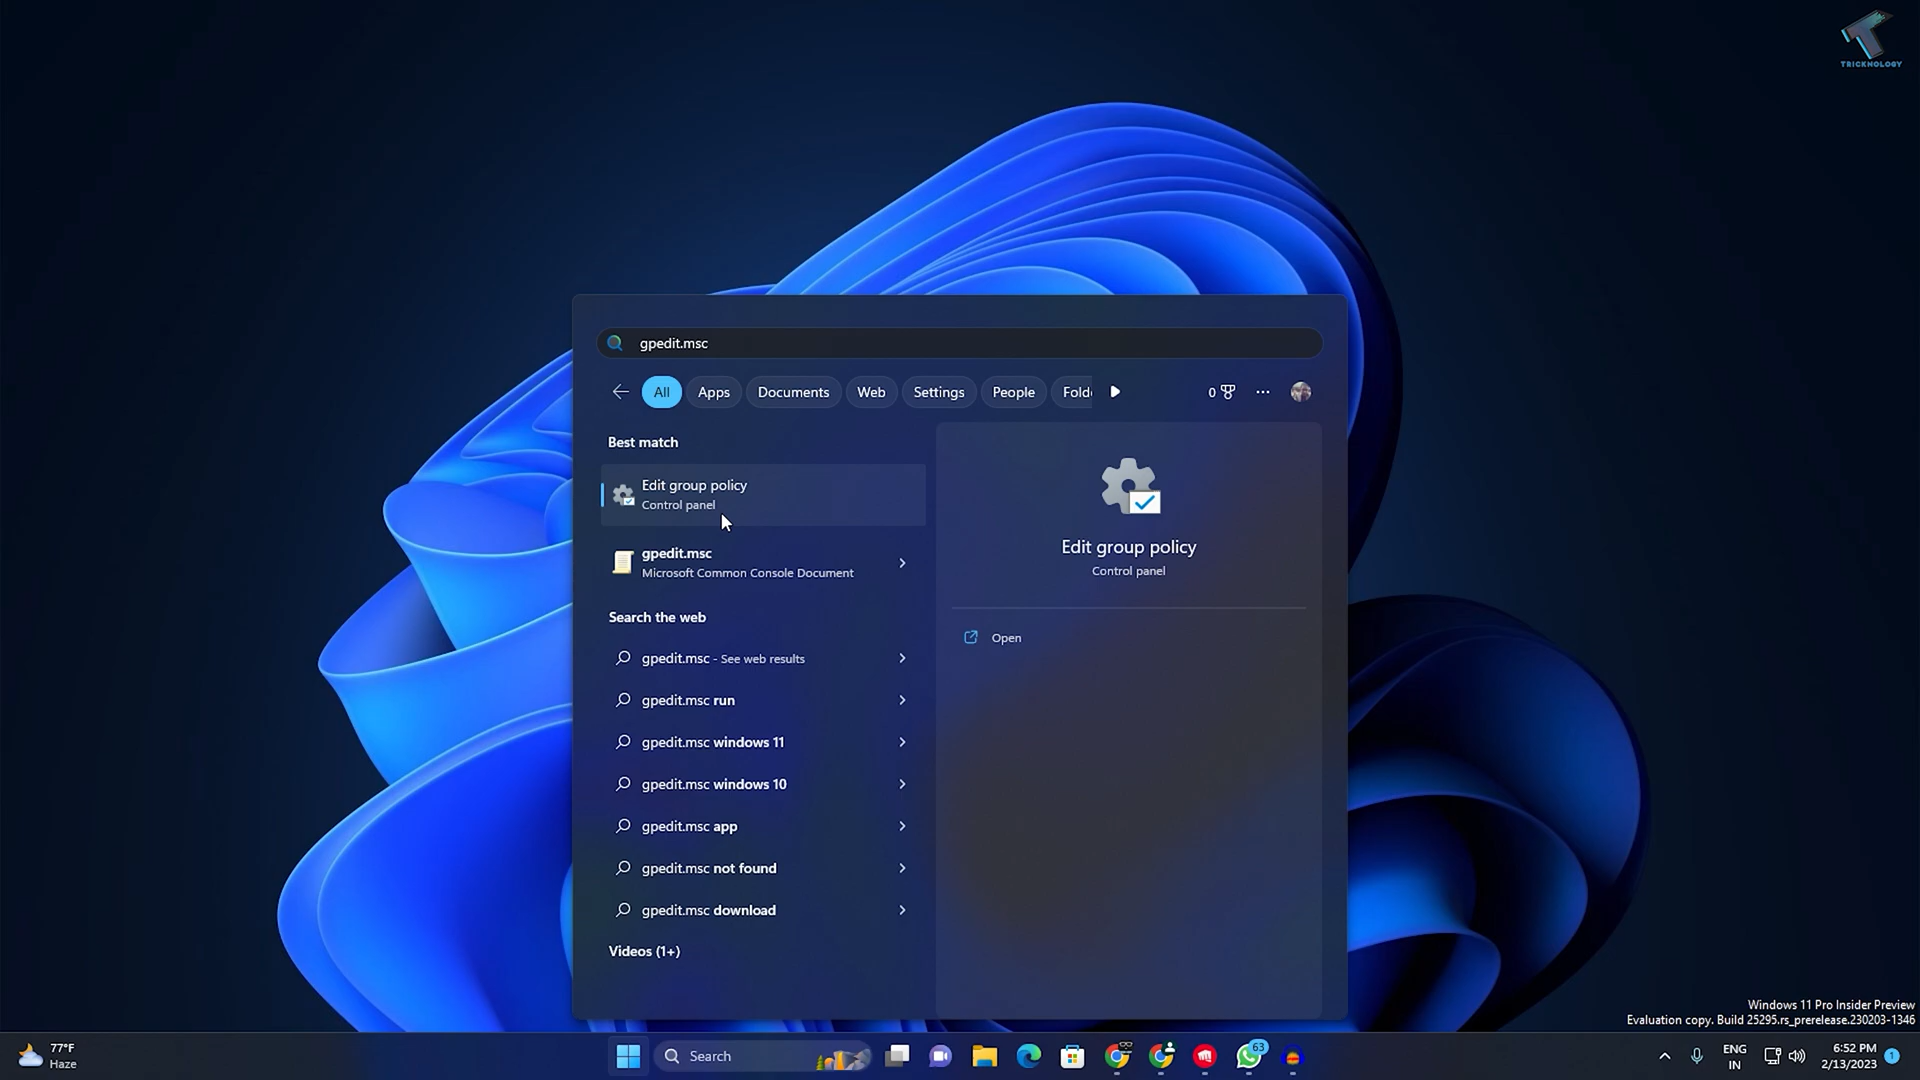 TRICKNOLOGY
gpedit.msc
All Apps Documents Web Settings People Fold 0
Best match
Edit group policy
Control panel
gpedit.msc
Microsoft Common Console Document
Search the web
gpedit.msc - See web results
gpedit.msc run
gpedit.msc windows 11
gpedit.msc windows 10
gpedit.msc app
gpedit.msc not found
gpedit.msc download
Videos (1+)
Edit group policy
Control panel
Open
Windows 11 Pro Insider Preview
Evaluation copy. Build 25295.rs_prerelease.230203-1346
77°F
Haze
Search
63
ENG
IN
6:52 PM
2/13/2023
1